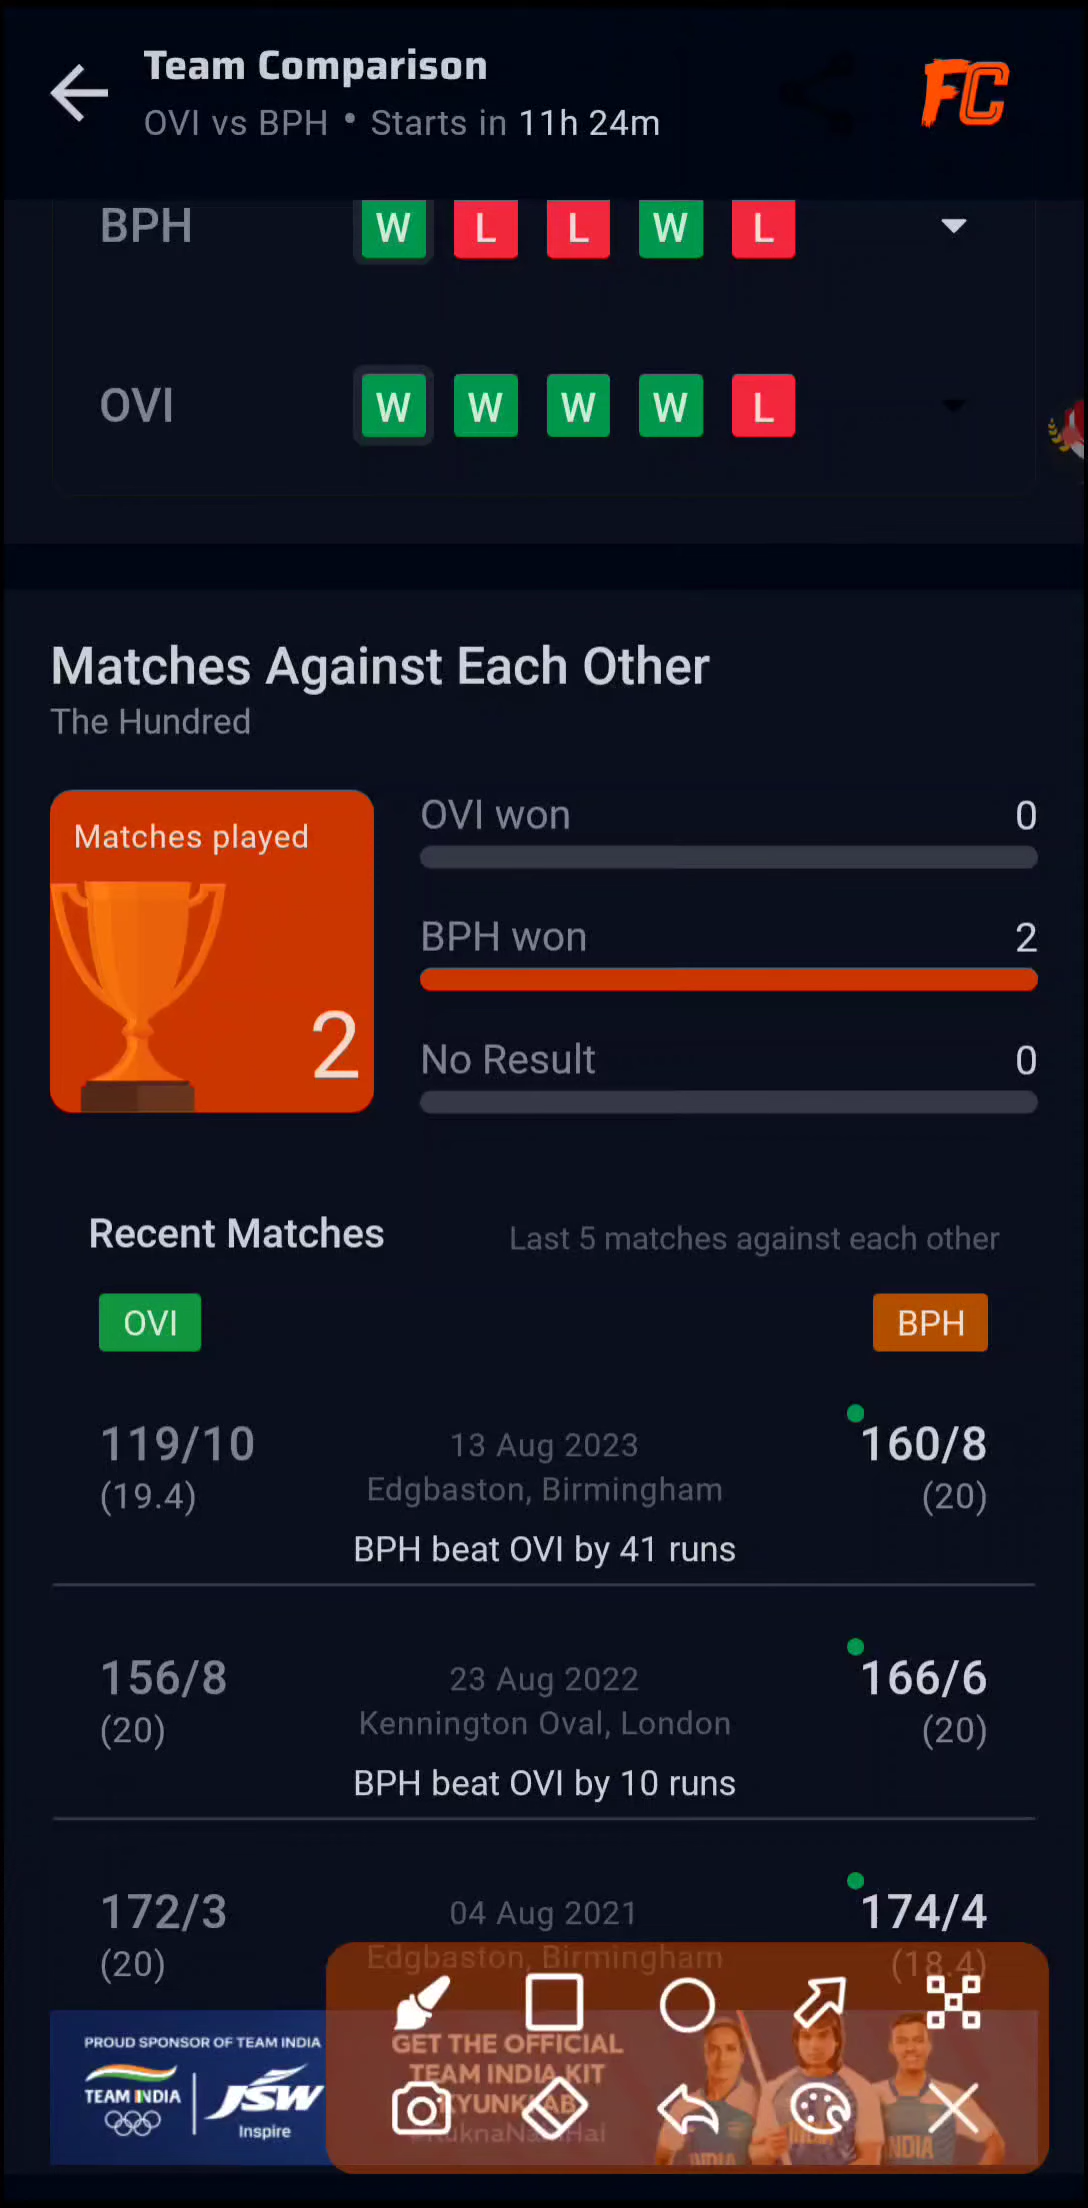 Team Comparison
OVI vs BPH • Starts in 11h 24m
FC
BPH W L L W L
OVI W W W W L
Matches Against Each Other
The Hundred
Matches played
2
OVI won 0
BPH won 2
No Result 0
Recent Matches Last 5 matches against each other
OVI BPH
119/10 13 Aug 2023 160/8
(19.4) Edgbaston, Birmingham (20)
BPH beat OVI by 41 runs
156/8 23 Aug 2022 166/6
(20) Kennington Oval, London (20)
BPH beat OVI by 10 runs
172/3 04 Aug 2021 174/4
(20) Edgbaston, Birmingham (18.4)
PROUD SPONSOR OF TEAM INDIA
TEAM INDIA JSW
Inspire
GET THE OFFICIAL
TEAM INDIA KIT
INDIA